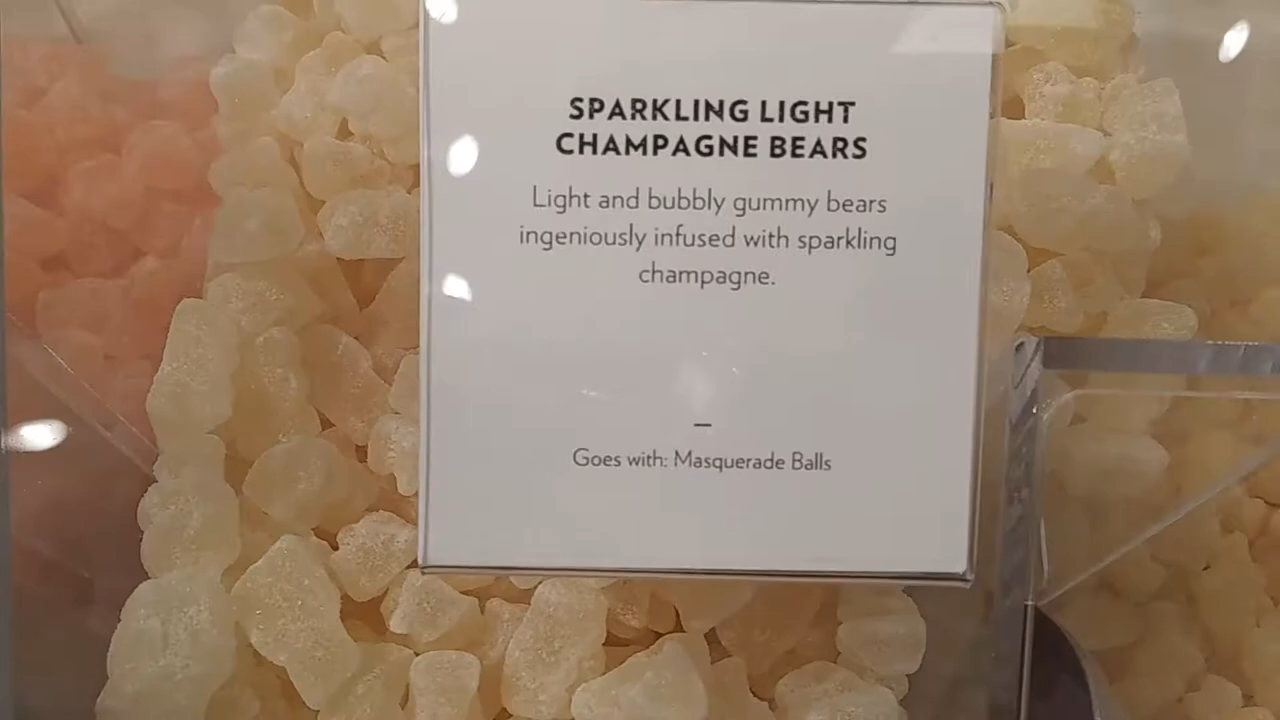 SPARKLING LIGHT
CHAMPAGNE BEARS
Light and bubbly gummy bears
ingeniously infused with sparkling
champagne.
–
Goes with: Masquerade Balls